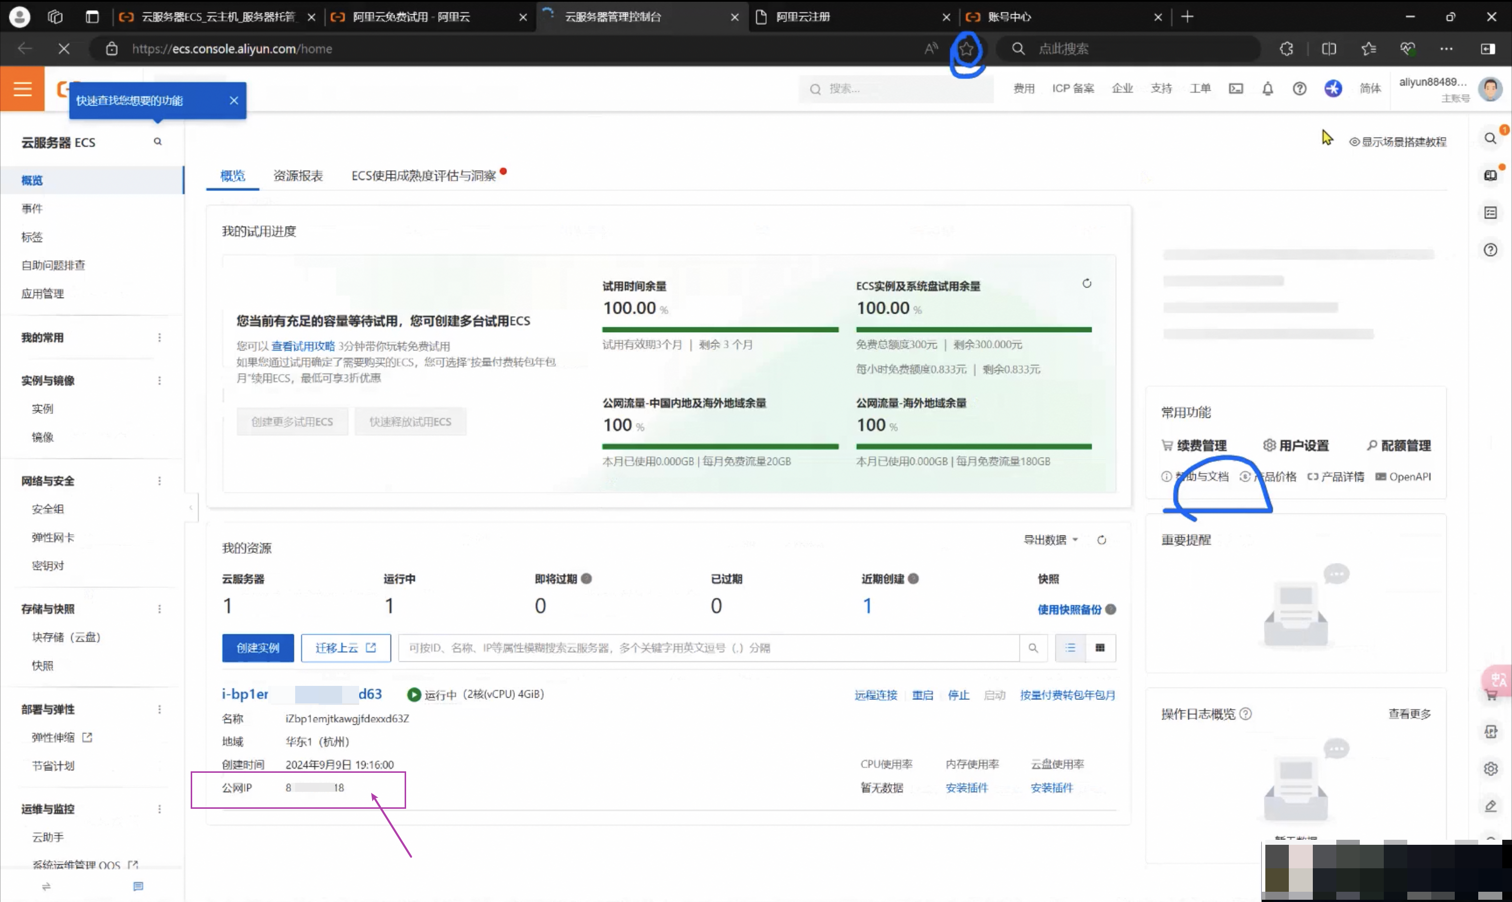 云服务器ECS_云主机_服务器托管
阿里云免费试用 - 阿里云
云服务器管理控制台
阿里云注册
账号中心
https://ecs.console.aliyun.com/home
点此搜索
快速查找您想要的功能
搜索...
费用
ICP 备案
企业
支持
工单
简体
aliyun88489...
主账号
云服务器 ECS
显示场景搭建教程
概览
事件
标签
自助问题排查
应用管理
我的常用
实例与镜像
实例
镜像
网络与安全
安全组
弹性网卡
密钥对
存储与快照
块存储（云盘）
快照
部署与弹性
弹性伸缩
节省计划
运维与监控
云助手
系统运维管理 OOS
概览
资源报表
ECS使用成熟度评估与洞察
我的试用进度
您当前有充足的容量等待试用，您可创建多台试用ECS
您可以 查看试用攻略 3分钟带你玩转免费试用
如果您通过试用确定了需要购买的ECS，您可选择"按量付费转包年包
月"续用ECS，最低可享3折优惠
创建更多试用ECS
快速释放试用ECS
试用时间余量
100.00 %
试用有效期3个月 | 剩余 3 个月
ECS实例及系统盘试用余量
100.00 %
免费总额度300元 | 剩余300.000元
每小时免费额度0.833元 | 剩余0.833元
公网流量-中国内地及海外地域余量
100 %
本月已使用0.000GB | 每月免费流量20GB
公网流量-海外地域余量
100 %
本月已使用0.000GB | 每月免费流量180GB
我的资源
导出数据
云服务器
1
运行中
1
即将过期
0
已过期
0
近期创建
1
快照
使用快照备份
创建实例
迁移上云
可按ID、名称、IP等属性模糊搜索云服务器，多个关键字用英文逗号（,）分隔
i-bp1er
d63
运行中 (2核(vCPU) 4GiB)
远程连接
重启
停止
启动
按量付费转包年包月
名称
iZbp1emjtkawgjfdexxd63Z
地域
华东1（杭州）
创建时间
2024年9月9日 19:16:00
公网IP
8
18
CPU使用率
内存使用率
云盘使用率
暂无数据
安装插件
安装插件
常用功能
续费管理
用户设置
配额管理
助与文档
产品价格
产品详情
OpenAPI
重要提醒
操作日志概览
查看更多